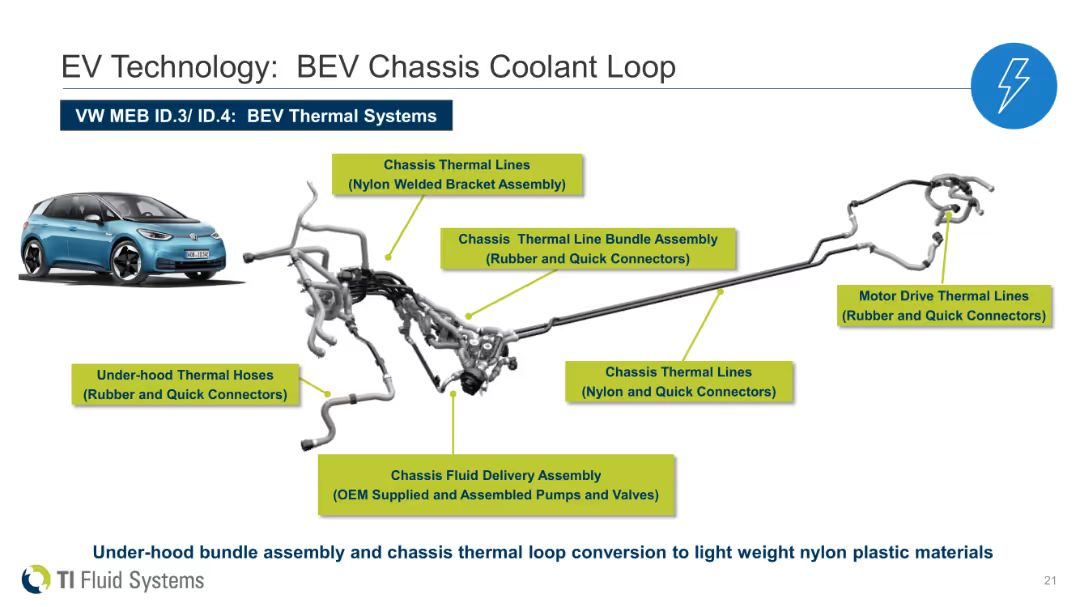 EV Technology: BEV Chassis Coolant Loop
VW MEB ID.3/ ID.4: BEV Thermal Systems
Chassis Thermal Lines
(Nylon Welded Bracket Assembly)
Chassis Thermal Line Bundle Assembly
(Rubber and Quick Connectors)
Motor Drive Thermal Lines
(Rubber and Quick Connectors)
Under-hood Thermal Hoses
(Rubber and Quick Connectors)
Chassis Thermal Lines
(Nylon and Quick Connectors)
Chassis Fluid Delivery Assembly
(OEM Supplied and Assembled Pumps and Valves)
Under-hood bundle assembly and chassis thermal loop conversion to light weight nylon plastic materials
TI Fluid Systems
21